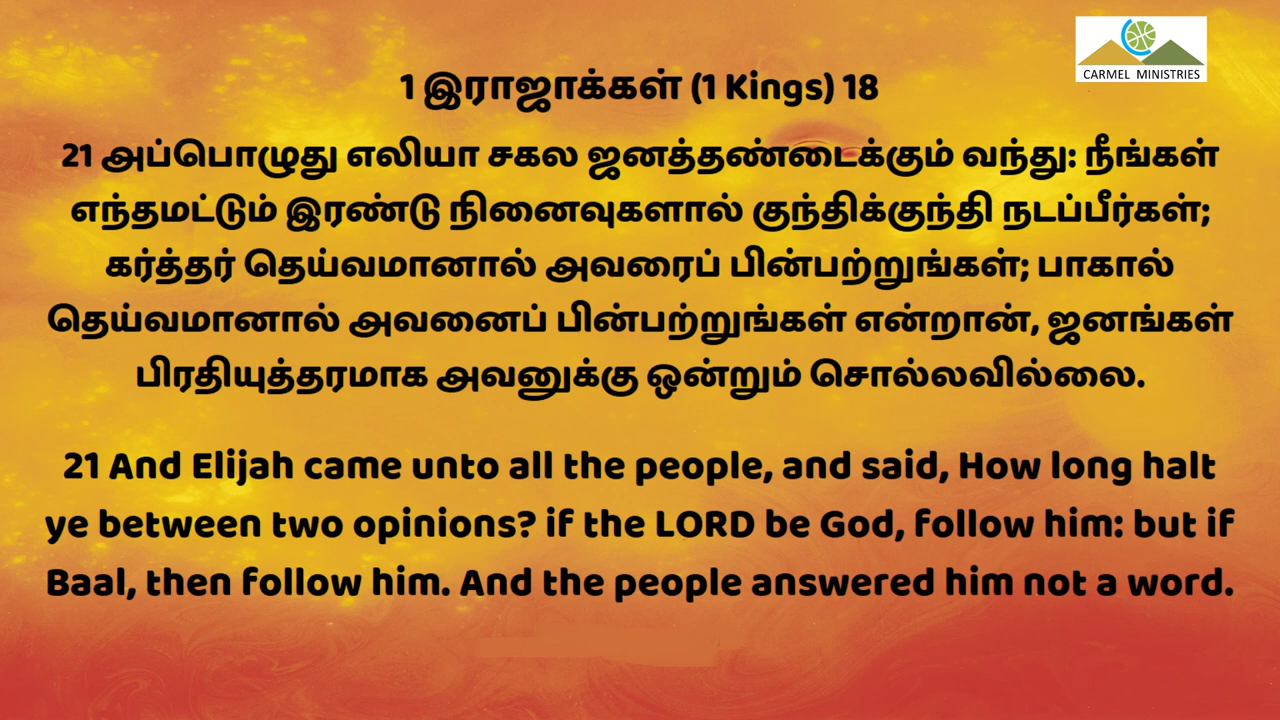 CARMEL MINISTRIES
1 இராஜாக்கள் (1 Kings) 18
21 அப்பொழுது எலியா சகல ஜனத்தண்டைக்கும் வந்து: நீங்கள்
எந்தமட்டும் இரண்டு நினைவுகளால் குந்திக்குந்தி நடப்பீர்கள்;
கர்த்தர் தெய்வமானால் அவரைப் பின்பற்றுங்கள்; பாகால்
தெய்வமானால் அவனைப் பின்பற்றுங்கள் என்றான், ஜனங்கள்
பிரதியுத்தரமாக அவனுக்கு ஒன்றும் சொல்லவில்லை.
21 And Elijah came unto all the people, and said, How long halt
ye between two opinions? if the LORD be God, follow him: but if
Baal, then follow him. And the people answered him not a word.